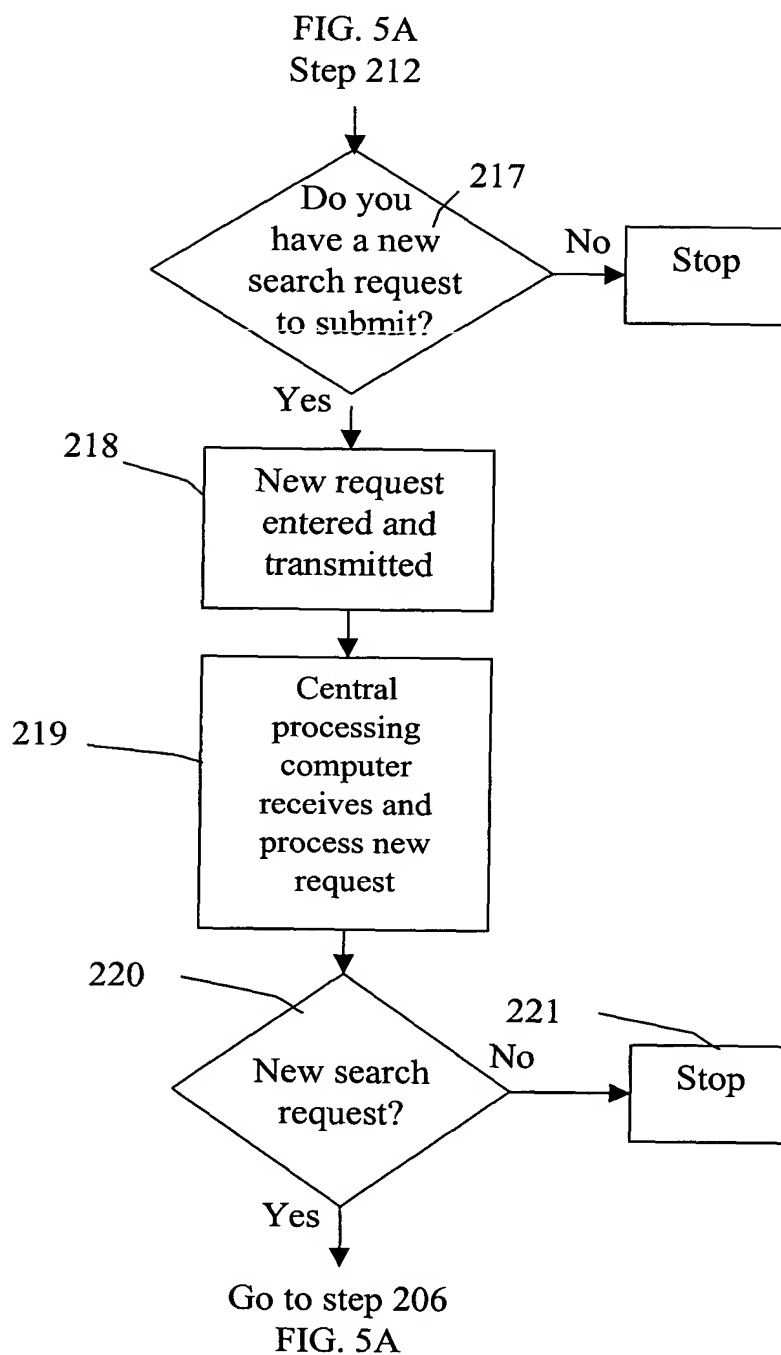 FIG. 5A
Step 212
217
Do you
have a new
search request
to submit?
No
Stop
Yes
218
New request
entered and
transmitted
219
Central
processing
computer
receives and
process new
request
220
New search
request?
No
221
Stop
Yes
Go to step 206
FIG. 5A